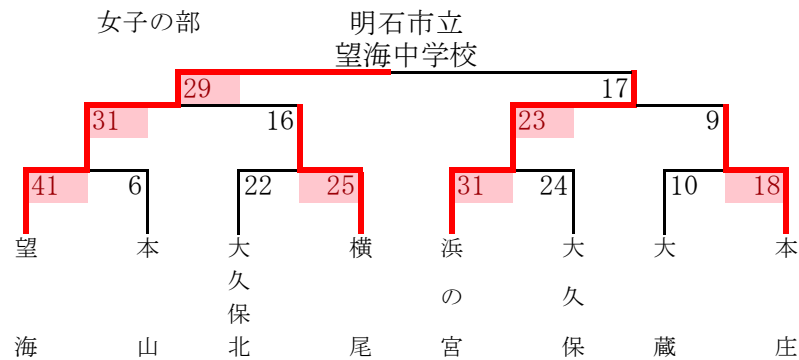 女子の部
明石市立
望海中学校
29
17
31
16
23
9
41
6
22
25
31
24
10
18
望海
本山
大久保北
横尾
浜の宮
大久保
大蔵
本庄